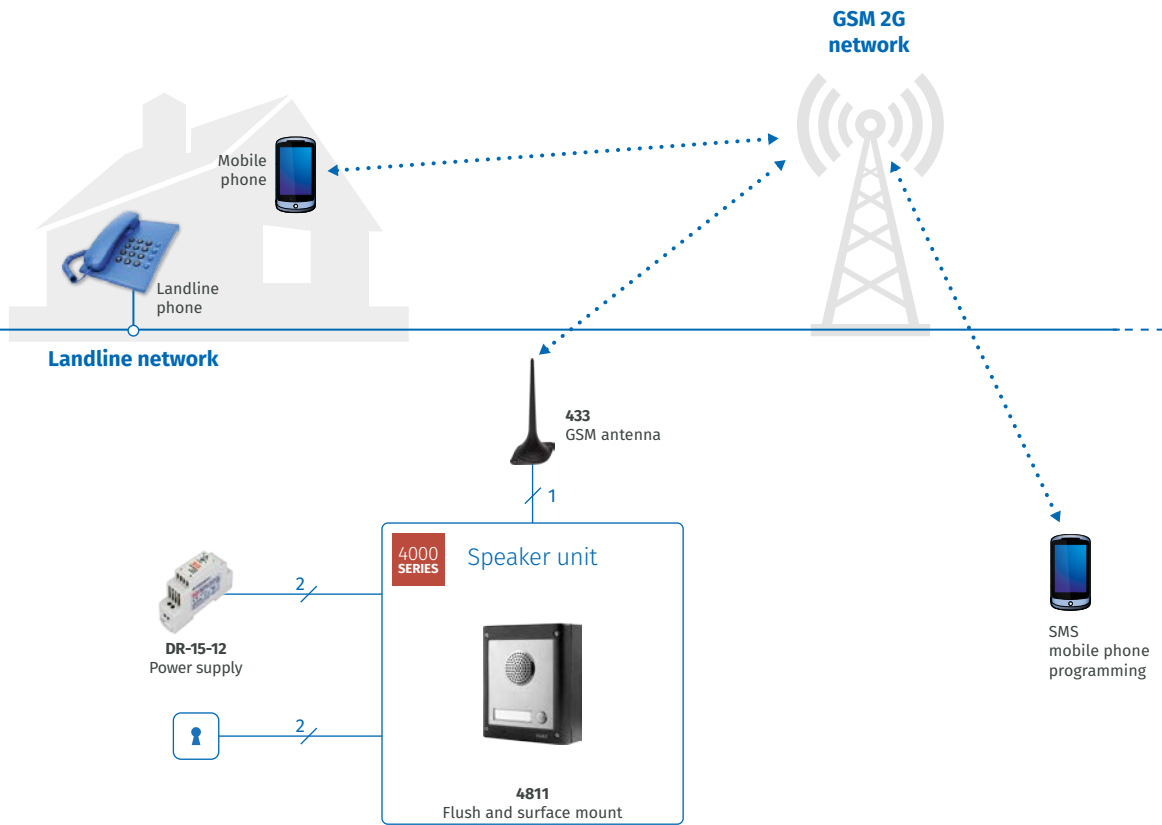 GSM 2G
network
Mobile
phone
Landline
phone
Landline network
433
GSM antenna
1
4000
SERIES
Speaker unit
2
DR-15-12
Power supply
2
4811
Flush and surface mount
SMS
mobile phone
programming